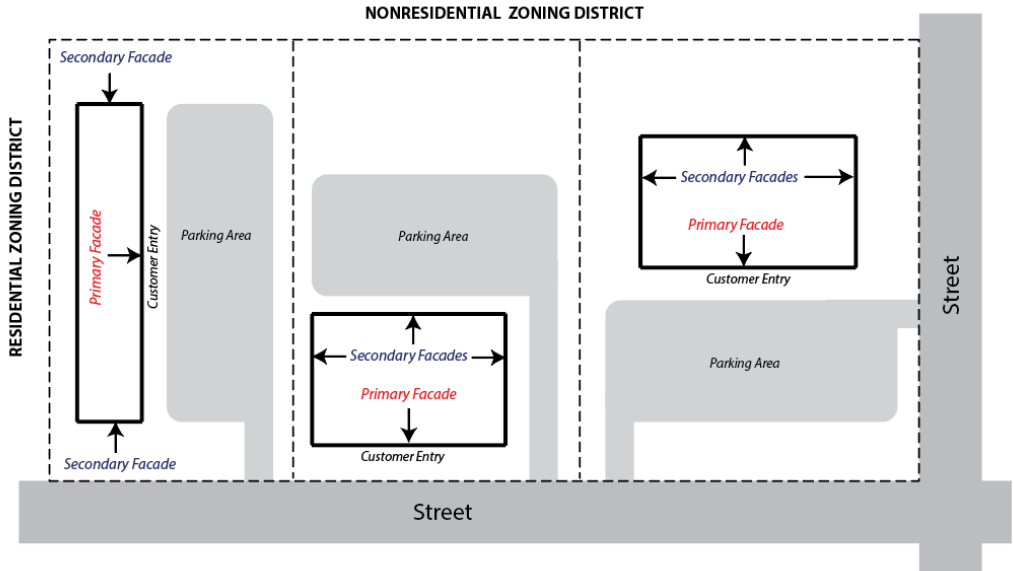 NONRESIDENTIAL ZONING DISTRICT
RESIDENTIAL ZONING DISTRICT
Secondary Facade
Primary Facade
Customer Entry
Secondary Facade
Parking Area
Parking Area
Secondary Facades
Primary Facade
Customer Entry
Secondary Facades
Primary Facade
Customer Entry
Parking Area
Street
Street